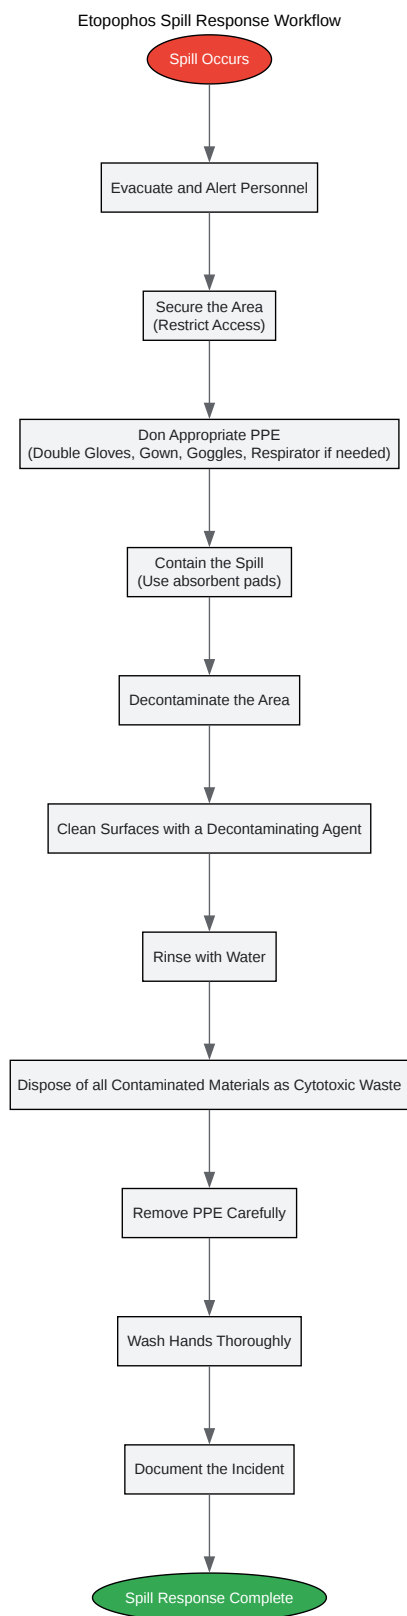 Etopophos Spill Response Workflow
Spill Occurs
Evacuate and Alert Personnel
Secure the Area
(Restrict Access)
Don Appropriate PPE
(Double Gloves, Gown, Goggles, Respirator if needed)
Contain the Spill
(Use absorbent pads)
Decontaminate the Area
Clean Surfaces with a Decontaminating Agent
Rinse with Water
Dispose of all Contaminated Materials as Cytotoxic Waste
Remove PPE Carefully
Wash Hands Thoroughly
Document the Incident
Spill Response Complete